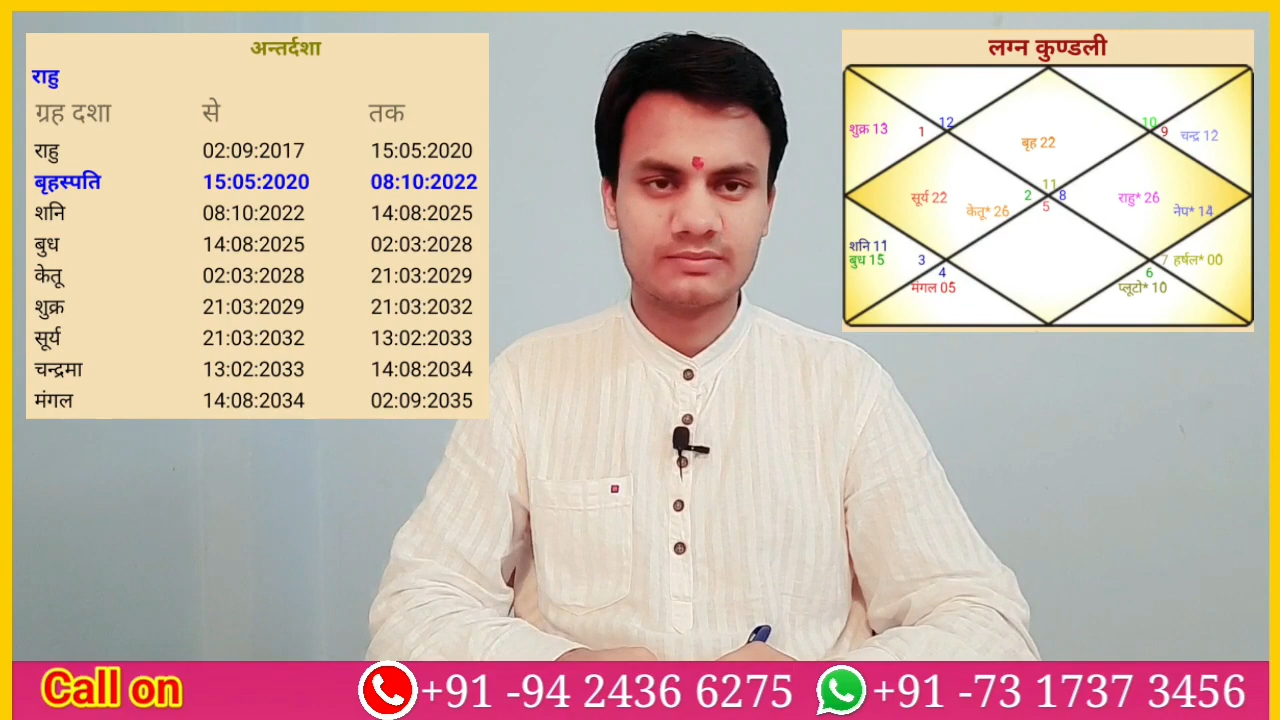 अन्तर्दशा
राहु
ग्रह दशा से तक
राहु 02:09:2017 15:05:2020
बृहस्पति 15:05:2020 08:10:2022
शनि 08:10:2022 14:08:2025
बुध 14:08:2025 02:03:2028
केतू 02:03:2028 21:03:2029
शुक्र 21:03:2029 21:03:2032
सूर्य 21:03:2032 13:02:2033
चन्द्रमा 13:02:2033 14:08:2034
मंगल 14:08:2034 02:09:2035
लग्न कुण्डली
शुक्र 13 1 12 10 9 चन्द्र 12
बृह 22
11
सूर्य 22 2 8 राहु* 26
केतू* 26 5 नेप* 14
शनि 11
बुध 15 3 7 हर्षल* 00
4 6
मंगल 05 प्लूटो* 10
Call on +91 -94 2436 6275 +91 -73 1737 3456